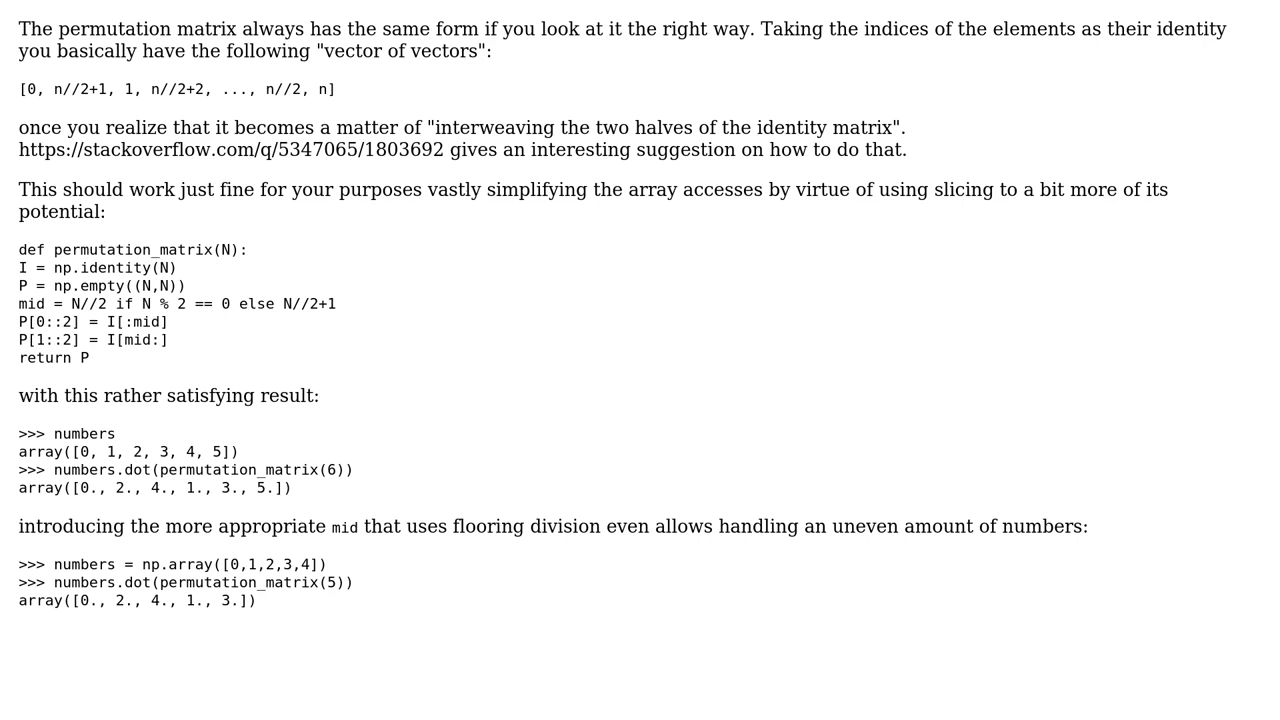 The permutation matrix always has the same form if you look at it the right way. Taking the indices of the elements as their identity
you basically have the following "vector of vectors":
[0, n//2+1, 1, n//2+2, ..., n//2, n]
once you realize that it becomes a matter of "interweaving the two halves of the identity matrix".
https://stackoverflow.com/q/5347065/1803692 gives an interesting suggestion on how to do that.
This should work just fine for your purposes vastly simplifying the array accesses by virtue of using slicing to a bit more of its
potential:
def permutation_matrix(N):
I = np.identity(N)
P = np.empty((N,N))
mid = N//2 if N % 2 == 0 else N//2+1
P[0::2] = I[:mid]
P[1::2] = I[mid:]
return P
with this rather satisfying result:
>>> numbers
array([0, 1, 2, 3, 4, 5])
>>> numbers.dot(permutation_matrix(6))
array([0., 2., 4., 1., 3., 5.])
introducing the more appropriate mid that uses flooring division even allows handling an uneven amount of numbers:
>>> numbers = np.array([0,1,2,3,4])
>>> numbers.dot(permutation_matrix(5))
array([0., 2., 4., 1., 3.])